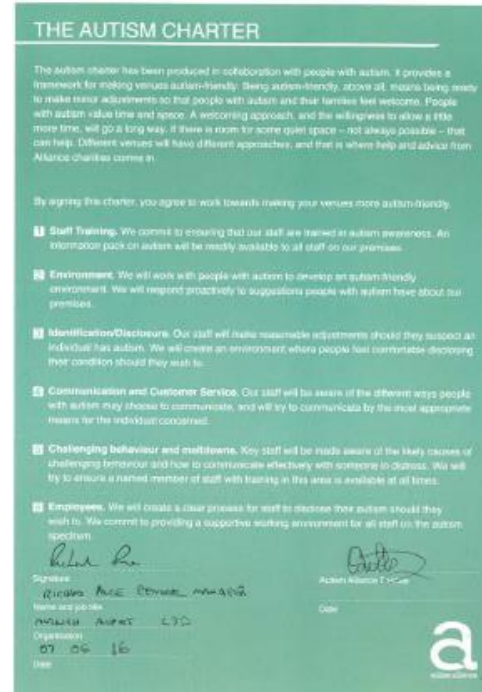 THE AUTISM CHARTER
The autism charter has been produced in collaboration with people with autism. It provides a
framework for making venues autism-friendly. Being autism-friendly, above all, means being ready
to make minor adjustments so that people with autism and their families feel welcome. People
with autism value time and space. A welcoming approach, and the willingness to allow a little
more time, will go a long way. If there is room for some quiet space – not always possible – that
can help. Different venues will have different approaches, and that is where help and advice from
Alliance charities comes in.
By signing this charter, you agree to work towards making your venues more autism-friendly.
1 Staff Training. We commit to ensuring that our staff are trained in autism awareness. An
information pack on autism will be readily available to all staff on our premises.
2 Environment. We will work with people with autism to develop an autism-friendly
environment. We will respond proactively to suggestions people with autism have about our
premises.
3 Identification/Disclosure. Our staff will make reasonable adjustments should they suspect an
individual has autism. We will create an environment where people feel comfortable disclosing
their condition should they wish to.
4 Communication and Customer Service. Our staff will be aware of the different ways people
with autism may choose to communicate, and will try to communicate by the most appropriate
means for the individual concerned.
5 Challenging behaviour and meltdowns. Key staff will be made aware of the likely causes of
challenging behaviour and how to communicate effectively with someone in distress. We will
try to ensure a named member of staff with training in this area is available at all times.
6 Employees. We will create a clear process for staff to disclose their autism should they
wish to. We commit to providing a supportive working environment for all staff on the autism
spectrum.
Signature
Autism Alliance
RICHARD PACE GENERAL MANAGER
Name and job title
Date
NORWICH AIRPORT LTD
Organisation
07 06 16
Date
a
autism alliance